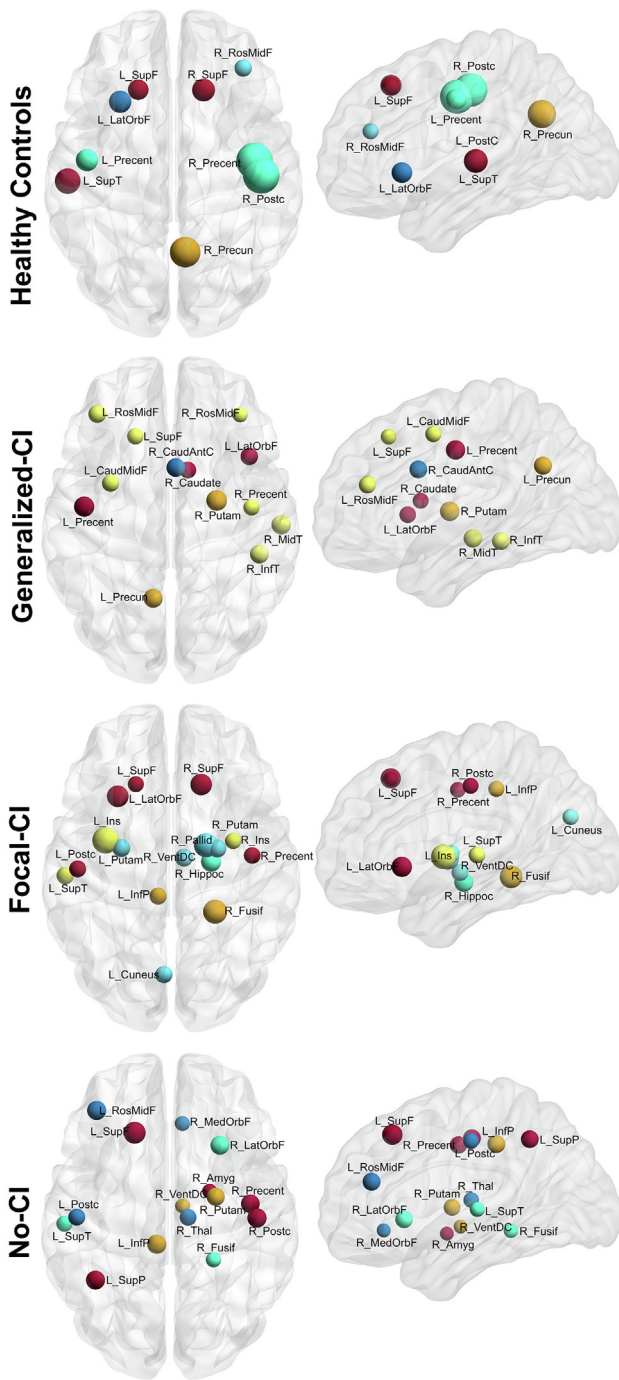 Healthy Controls
R_RosMidF
L_SupF
R_SupF
L_LatOrbF
L_Precent
R_Precent
L_SupT
R_Postc
R_Precun
R_Postc
L_SupF
L_Precent
R_Precun
R_RosMidF
L_PostC
L_LatOrbF
L_SupT
Generalized-CI
L_RosMidF
R_RosMidF
L_SupF
R_CaudAntC
L_LatOrbF
L_CaudMidF
R_Caudate
R_Precent
L_Precent
R_Putam
R_MidT
R_InfT
L_Precun
L_CaudMidF
L_SupF
L_Precent
R_CaudAntC
L_Precun
L_RosMidF
R_Caudate
R_Putam
L_LatOrbF
R_MidT
R_InfT
Focal-CI
L_SupF
R_SupF
L_LatOrbF
L_Ins
R_Putam
R_Pallid
R_Ins
L_Postc
L_Putam
R_VentDC
R_Precent
L_SupT
R_Hippoc
L_InfP
R_Fusif
L_Cuneus
R_Postc
L_SupF
L_InfP
R_Precent
L_Cuneus
L_SupT
L_Ins
L_LatOrbF
R_VentDC
R_Fusif
R_Hippoc
No-CI
L_RosMidF
R_MedOrbF
L_SupF
R_LatOrbF
R_Amyg
R_VentDC
R_Precent
L_Postc
R_Putam
L_SupT
R_Thal
R_Postc
L_InfP
R_Fusif
L_SupP
L_SupF
L_InfP
R_Precent
L_SupP
L_Postc
L_RosMidF
R_Putam
R_Thal
R_LatOrbF
L_SupT
R_VentDC
R_Fusif
R_MedOrbF
R_Amyg